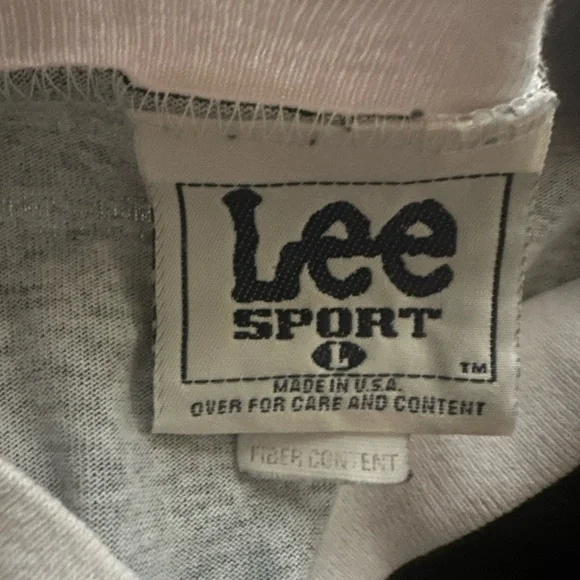 Lee
SPORT
L
TM
MADE IN U.S.A.
OVER FOR CARE AND CONTENT
FIBER CONTENT